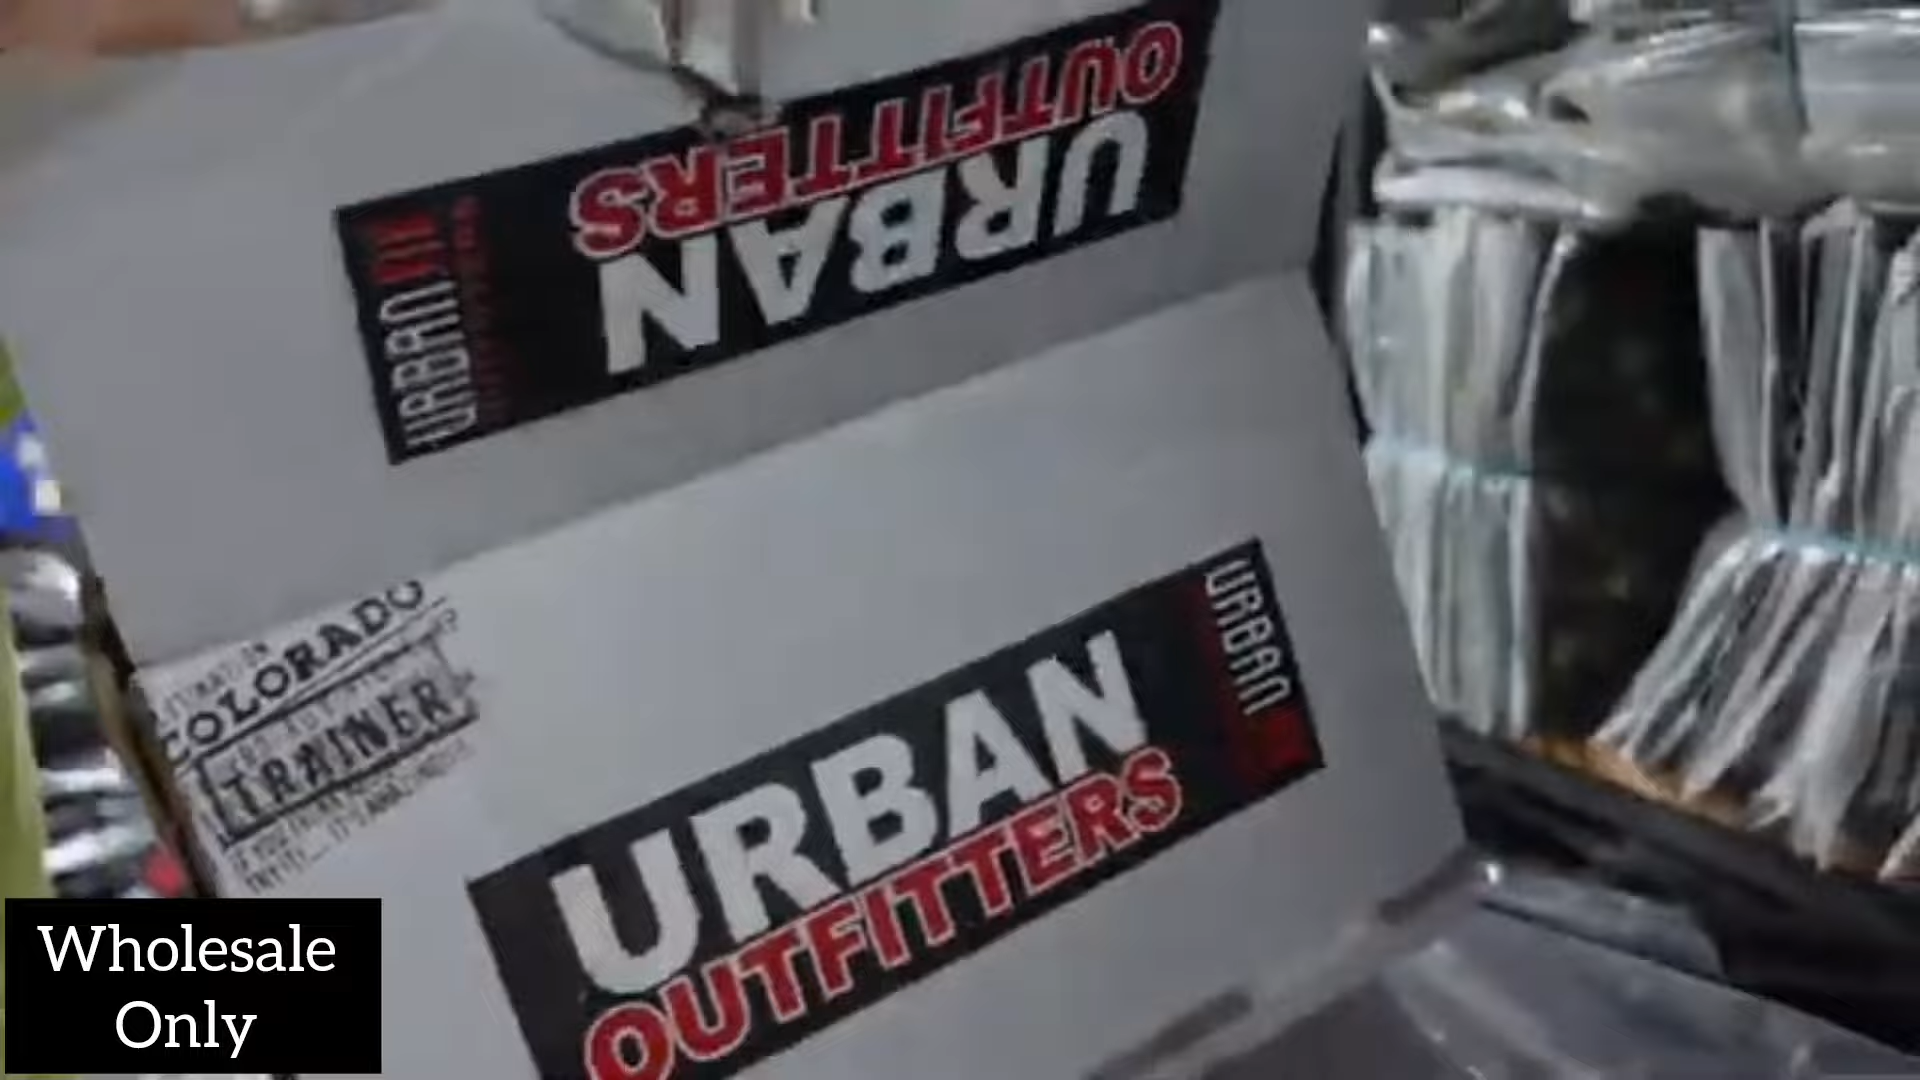 OUTFITTERS
URBAN
URBAN
COLORADO
TRAINER
URBAN
OUTFITTERS
URBAN
Wholesale
Only